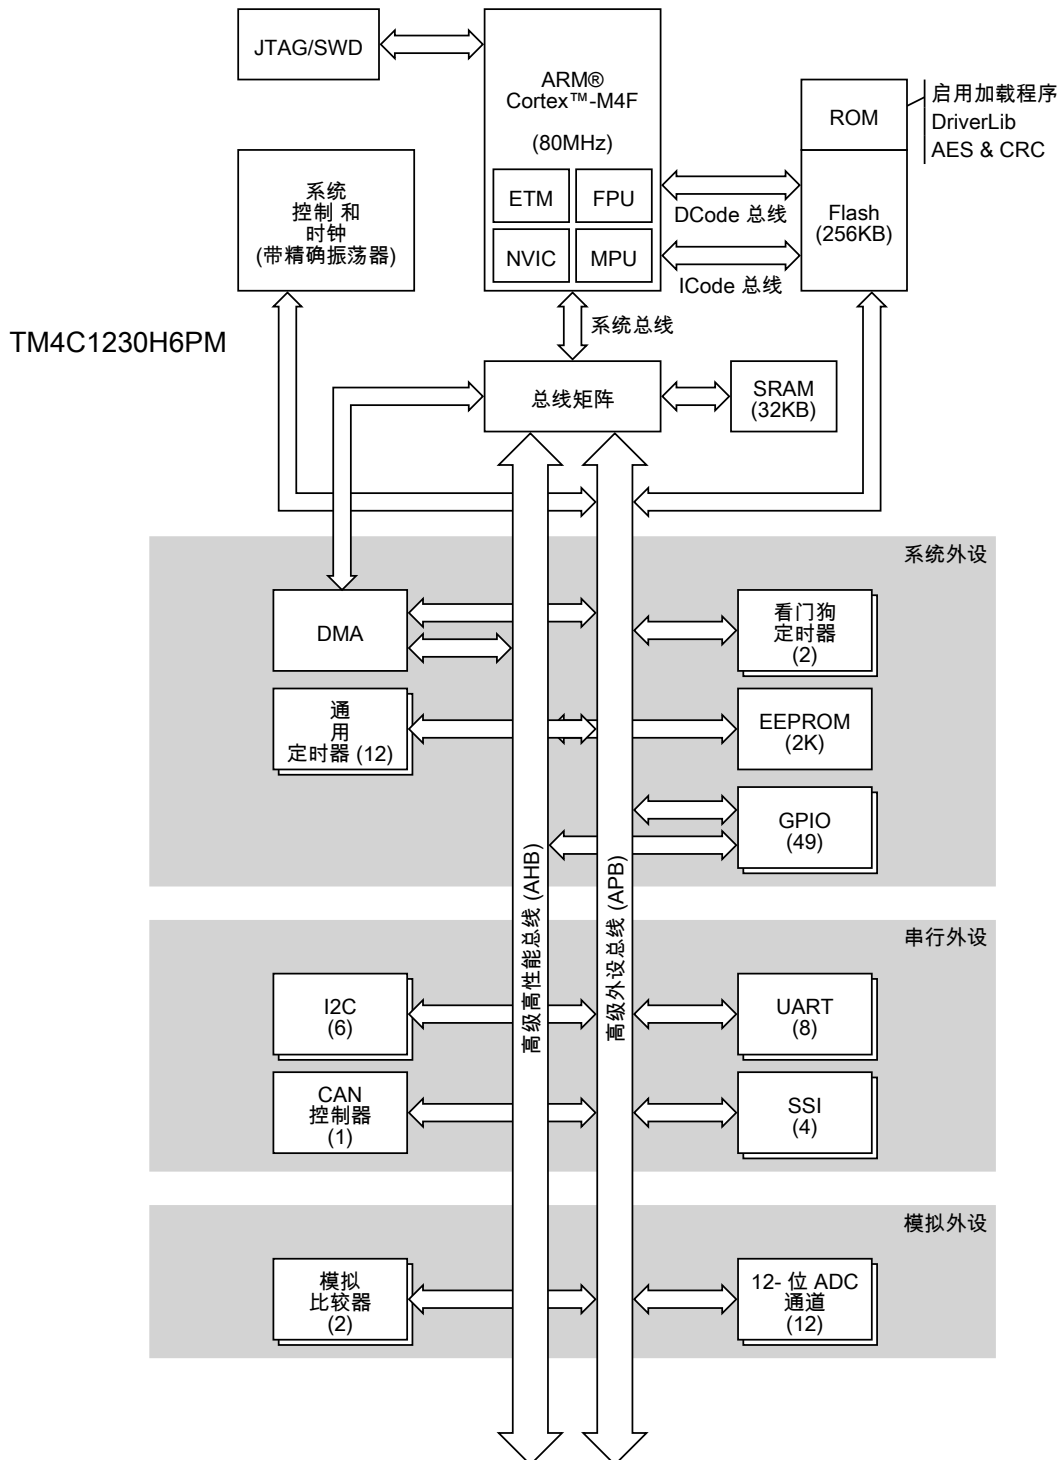 JTAG/SWD
ARM®
Cortex™-M4F
(80MHz)
ETM
FPU
NVIC
MPU
ROM
启用加载程序
DriverLib
AES & CRC
Flash
(256KB)
DCode 总线
ICode 总线
系统
控制 和
时钟
(带精确振荡器)
TM4C1230H6PM
系统总线
总线矩阵
SRAM
(32KB)
系统外设
DMA
看门狗
定时器
(2)
通
用
定时器 (12)
EEPROM
(2K)
GPIO
(49)
高级高性能总线 (AHB)
高级外设总线 (APB)
串行外设
I2C
(6)
UART
(8)
CAN
控制器
(1)
SSI
(4)
模拟外设
模拟
比较器
(2)
12- 位 ADC
通道
(12)